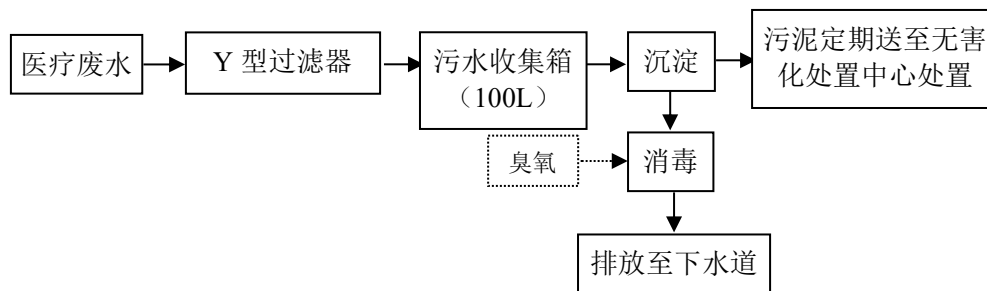 医疗废水
Y 型过滤器
污水收集箱
（100L）
沉淀
污泥定期送至无害
化处置中心处置
臭氧
消毒
排放至下水道